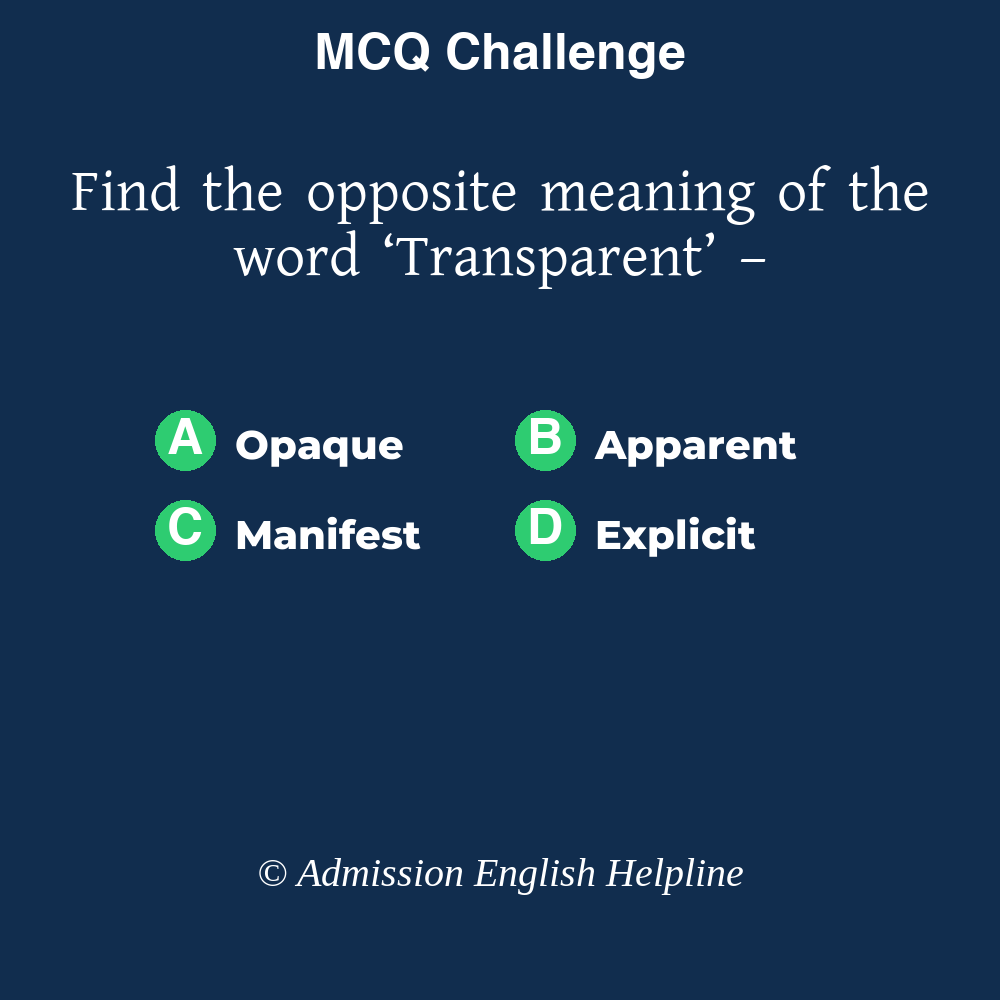 MCQ Challenge
Find the opposite meaning of the
word ‘Transparent’ –
A Opaque B Apparent
C Manifest D Explicit
© Admission English Helpline